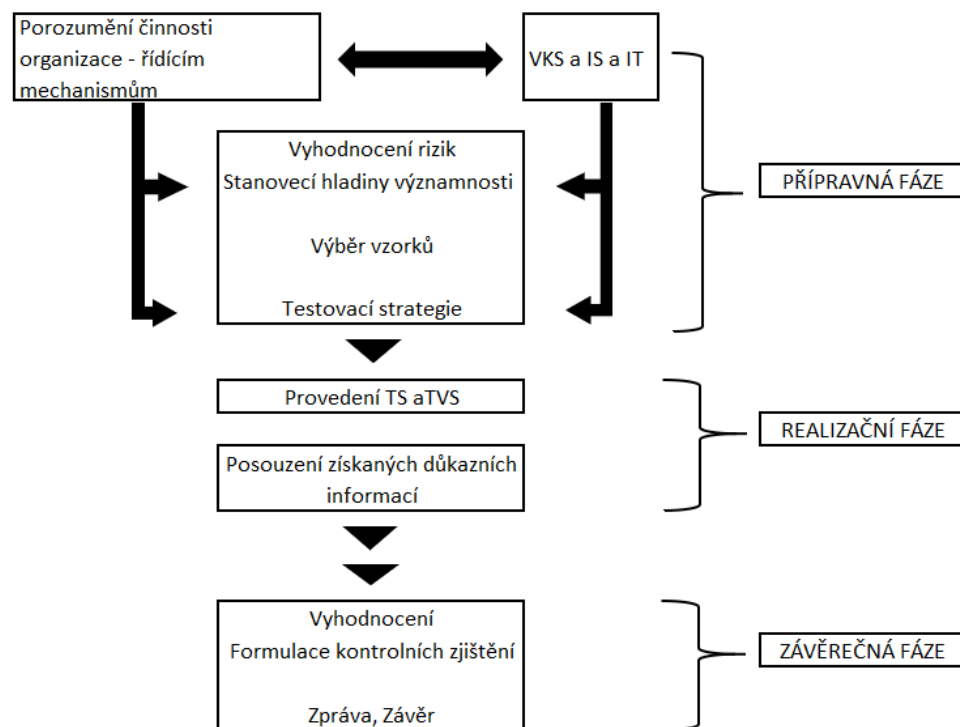 Porozumění činnosti
organizace - řídícím
mechanismům
VKS a IS a IT
Vyhodnocení rizik
Stanovecí hladiny významnosti
Výběr vzorků
Testovací strategie
PŘÍPRAVNÁ FÁZE
Provedení TS aTVS
Posouzení získaných důkazních
informací
REALIZAČNÍ FÁZE
Vyhodnocení
Formulace kontrolních zjištění
Zpráva, Závěr
ZÁVĚREČNÁ FÁZE